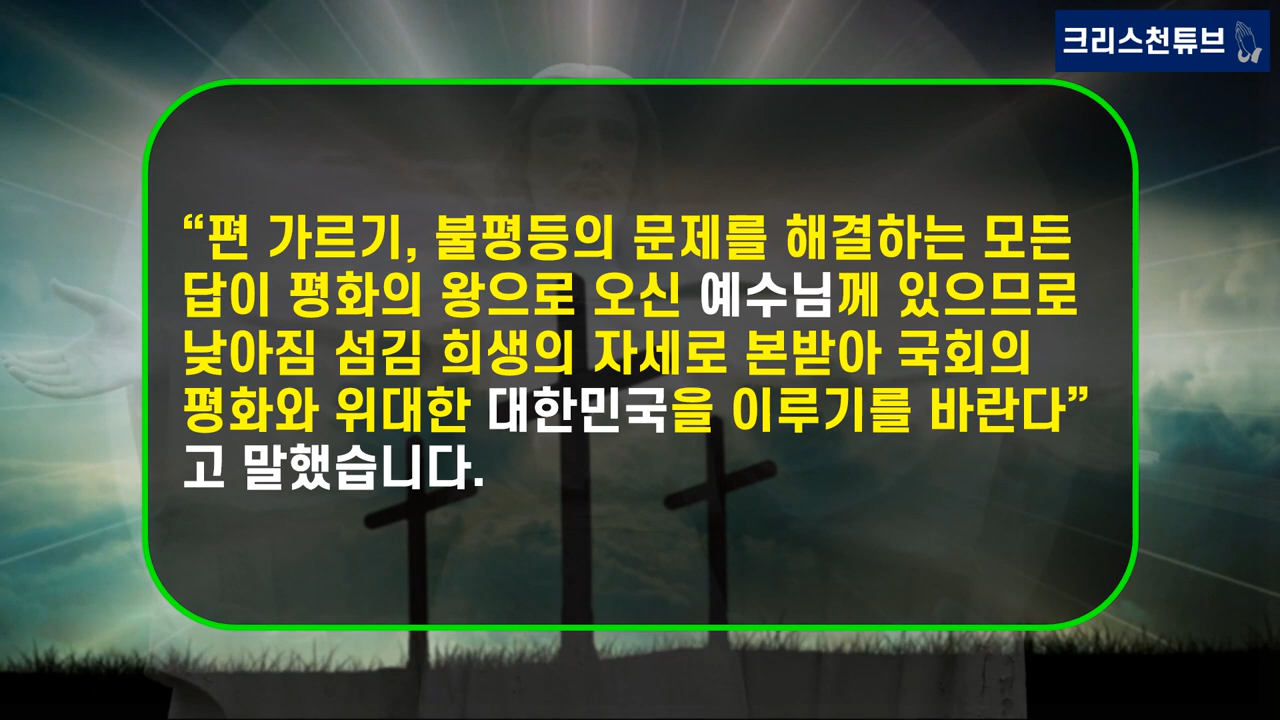 크리스천튜브
“편 가르기, 불평등의 문제를 해결하는 모든
답이 평화의 왕으로 오신 예수님께 있으므로
낮아짐 섬김 희생의 자세로 본받아 국회의
평화와 위대한 대한민국을 이루기를 바란다”
고 말했습니다.